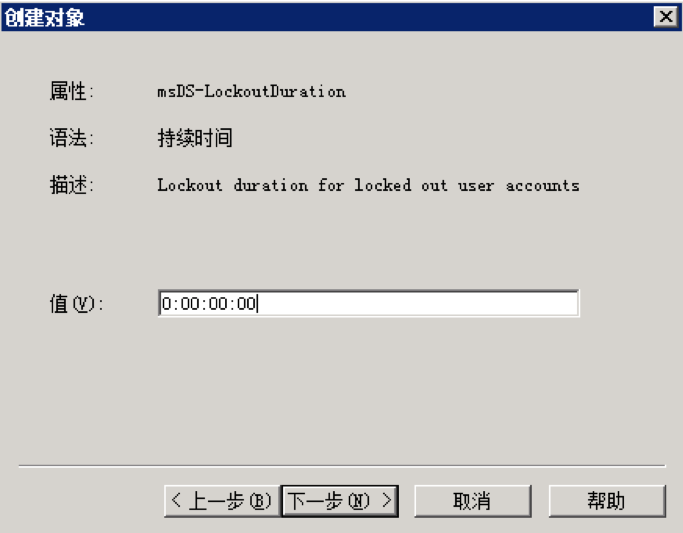 创建对象
属性: msDS-LockoutDuration
语法: 持续时间
描述: Lockout duration for locked out user accounts
值(V): 0:00:00:00
< 上一步(B) 下一步(N) > 取消 帮助